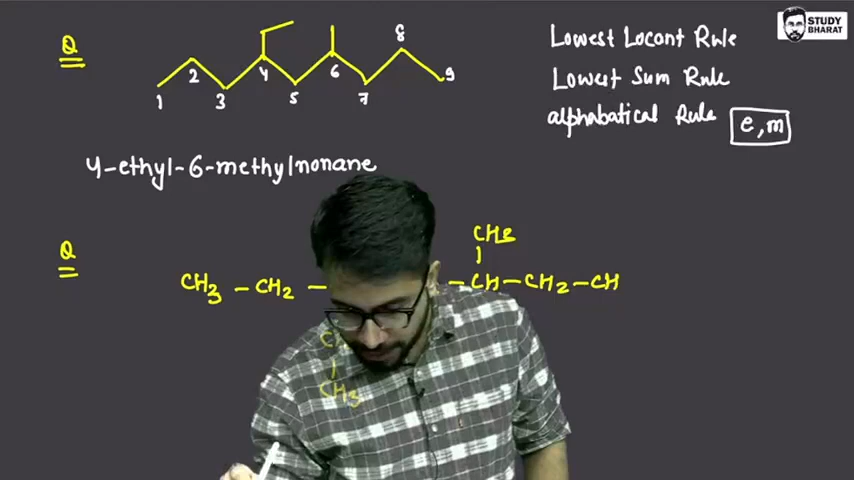 STUDY
BHARAT
Q
1 2 3 4 5 6 7 8 9
Lowest Locant Rule
Lowest Sum Rule
alphabatical Rule e, m
4-ethyl-6-methylnonane
Q
CH2
CH3 - CH2 - - CH - CH2 - CH
CH3